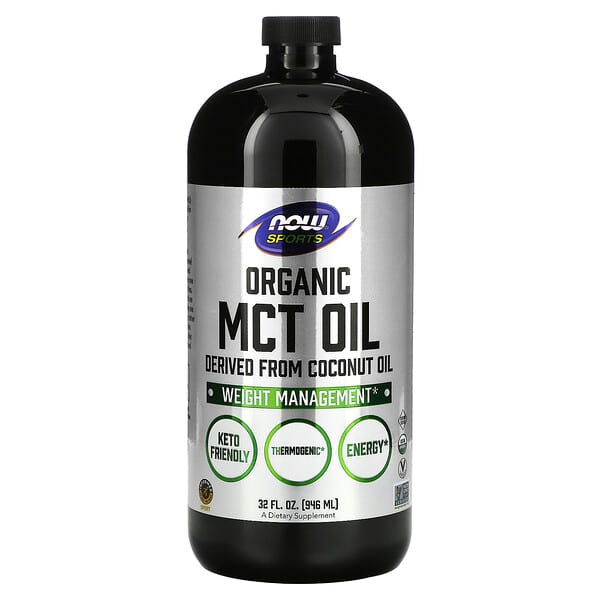 NOW
SPORTS
ORGANIC
MCT OIL
DERIVED FROM COCONUT OIL
WEIGHT MANAGEMENT*
KETO
FRIENDLY
THERMOGENIC*
ENERGY*
32 FL. OZ. (946 ML)
A Dietary Supplement
SPORT